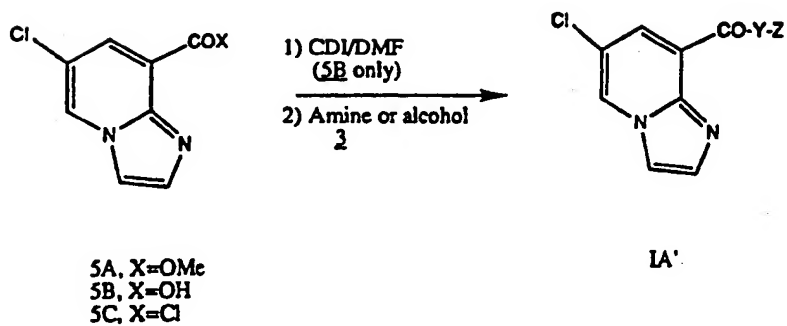 Cl
COX
N
N
1) CDI/DMF
(5B only)
2) Amine or alcohol
3
Cl
CO-Y-Z
N
N
5A, X=OMe
5B, X=OH
5C, X=Cl
IA'